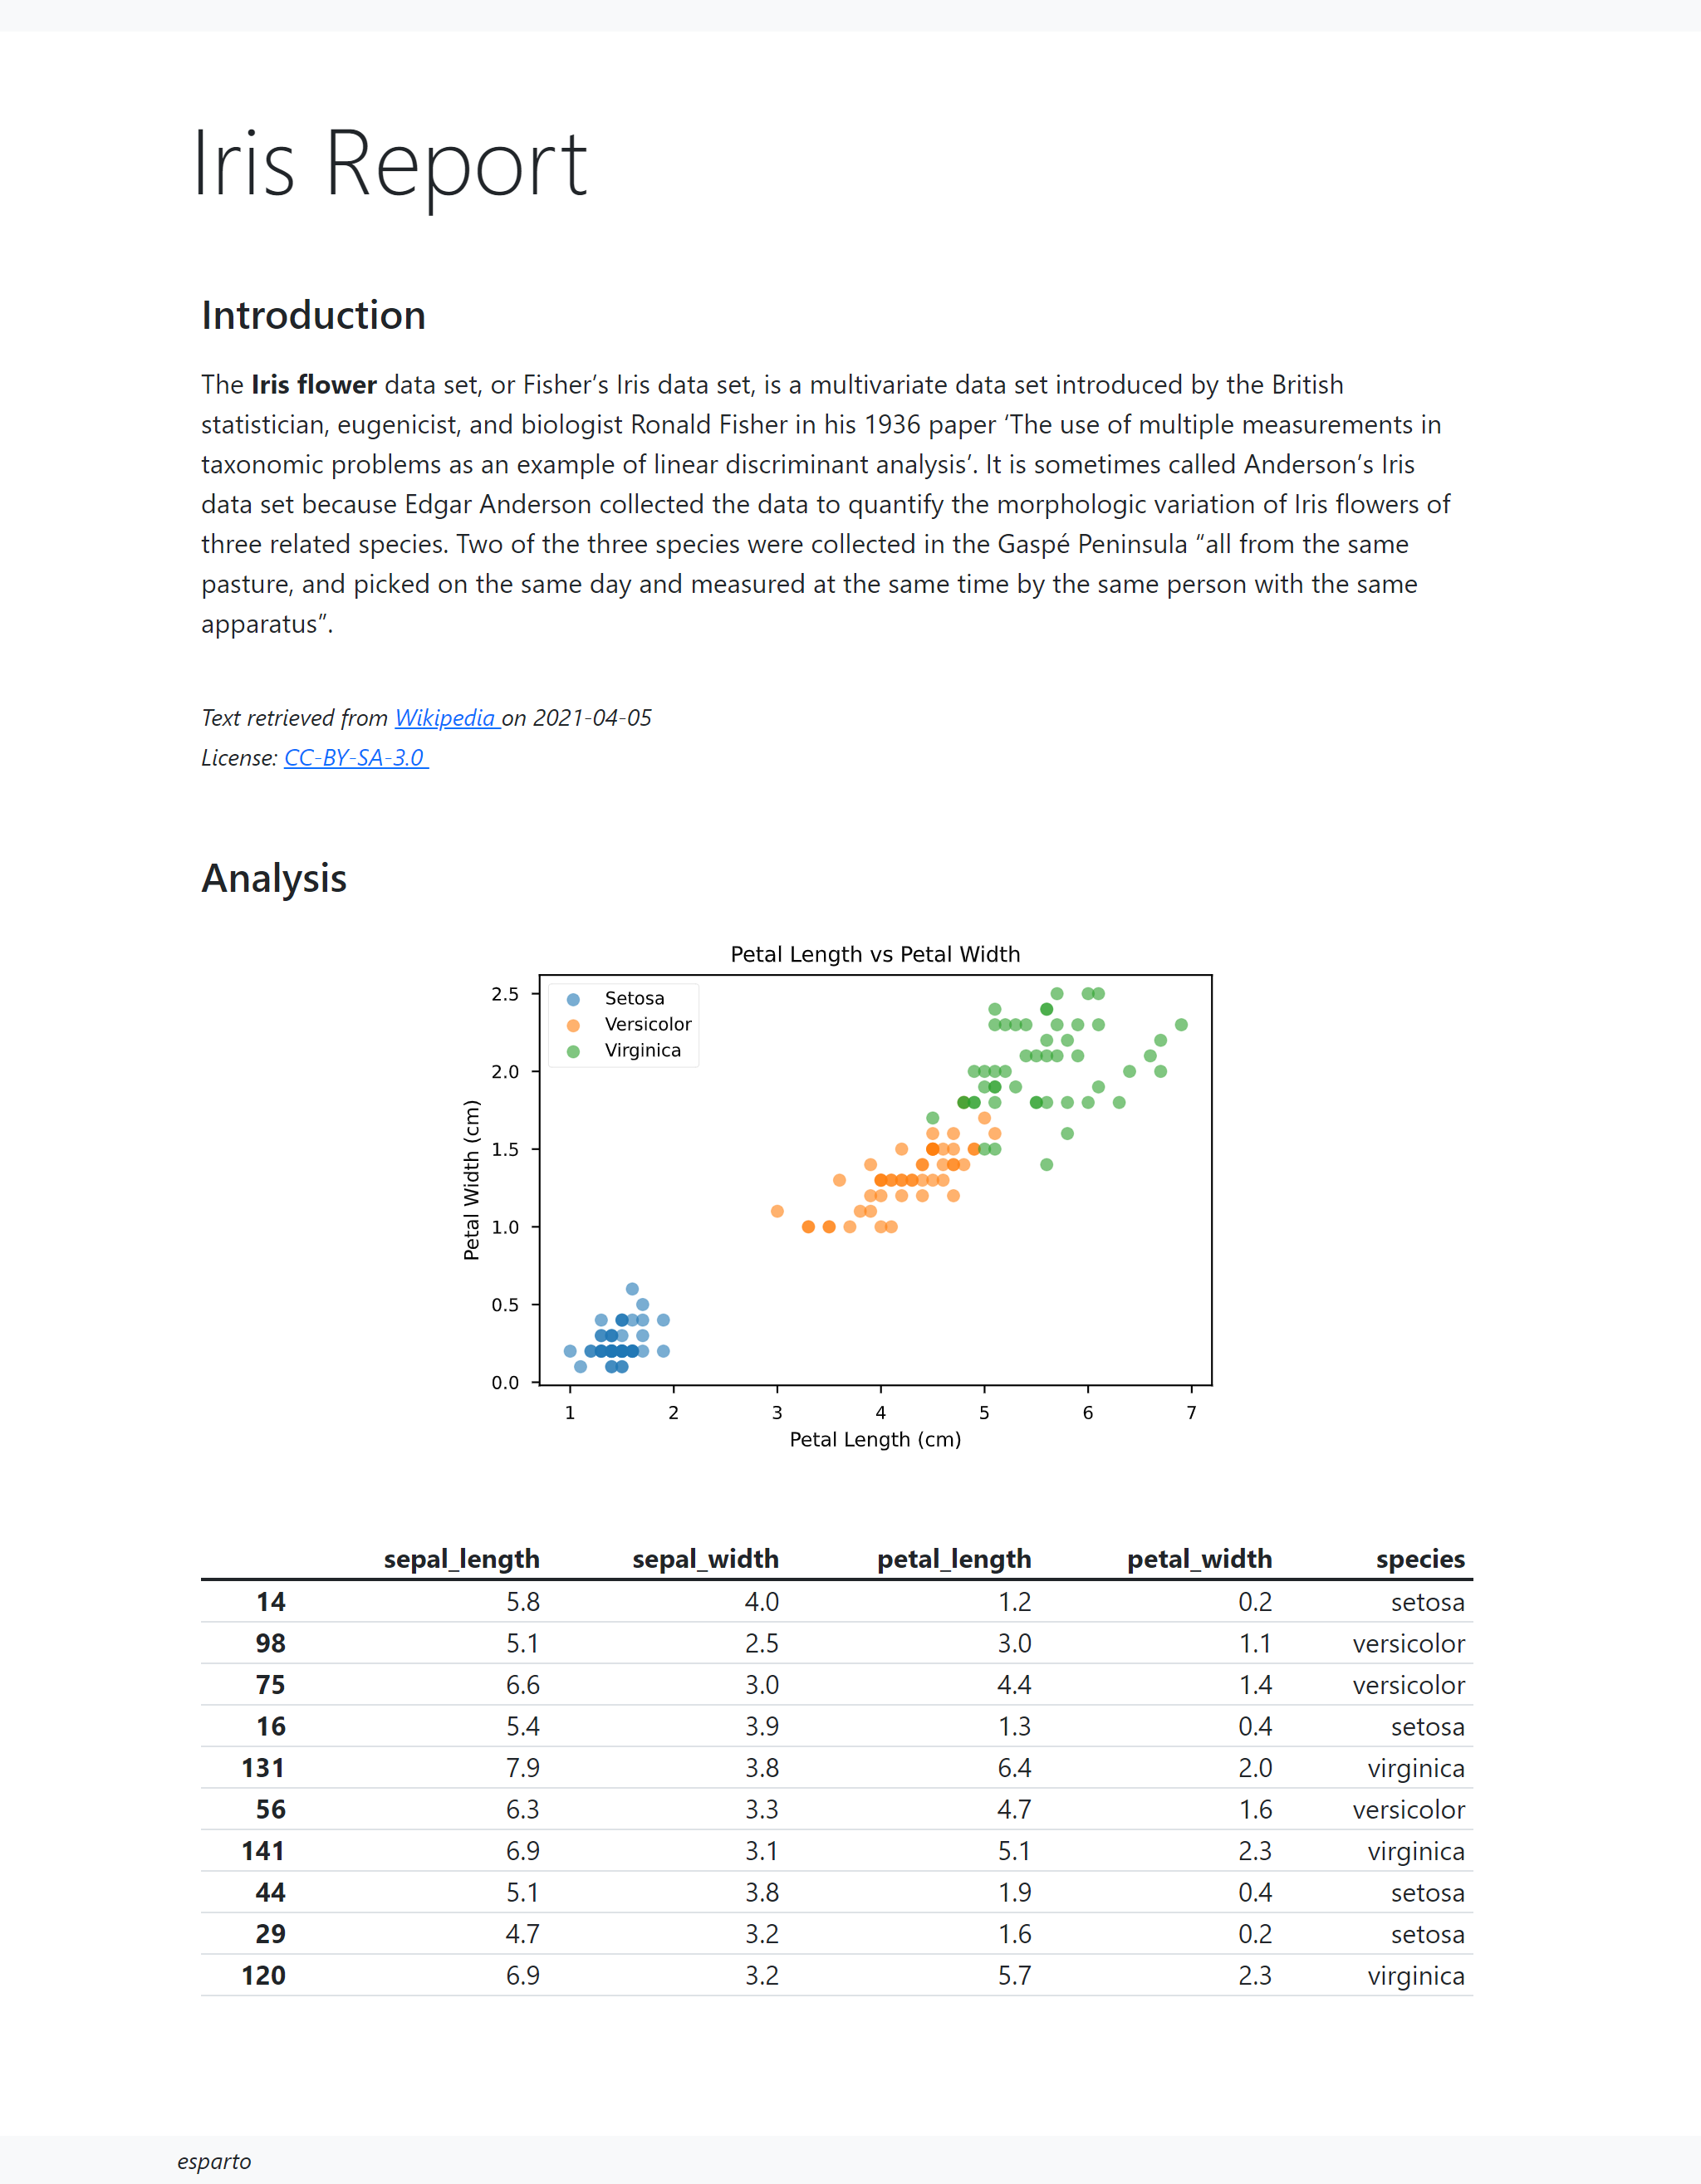 Iris Report
Introduction
The Iris flower data set, or Fisher’s Iris data set, is a multivariate data set introduced by the British
statistician, eugenicist, and biologist Ronald Fisher in his 1936 paper ‘The use of multiple measurements in
taxonomic problems as an example of linear discriminant analysis’. It is sometimes called Anderson’s Iris
data set because Edgar Anderson collected the data to quantify the morphologic variation of Iris flowers of
three related species. Two of the three species were collected in the Gaspé Peninsula “all from the same
pasture, and picked on the same day and measured at the same time by the same person with the same
apparatus”.
Text retrieved from Wikipedia on 2021-04-05
License: CC-BY-SA-3.0
Analysis
Petal Length vs Petal Width
Setosa
Versicolor
Virginica
Petal Width (cm)
2.5
2.0
1.5
1.0
0.5
0.0
1 2 3 4 5 6 7
Petal Length (cm)
sepal_length sepal_width petal_length petal_width species
14 5.8 4.0 1.2 0.2 setosa
98 5.1 2.5 3.0 1.1 versicolor
75 6.6 3.0 4.4 1.4 versicolor
16 5.4 3.9 1.3 0.4 setosa
131 7.9 3.8 6.4 2.0 virginica
56 6.3 3.3 4.7 1.6 versicolor
141 6.9 3.1 5.1 2.3 virginica
44 5.1 3.8 1.9 0.4 setosa
29 4.7 3.2 1.6 0.2 setosa
120 6.9 3.2 5.7 2.3 virginica
esparto